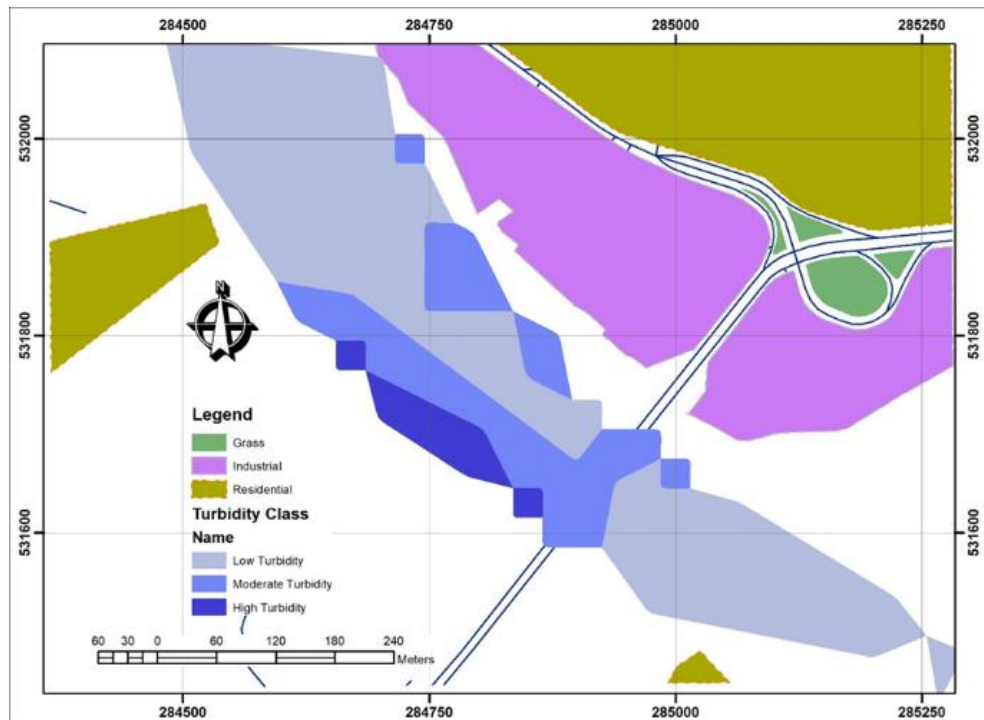 284500 284750 285000 285250
532000 532000
N
531800 531800
Legend
Grass
Industrial
Residential
Turbidity Class
Name
531600 531600
Low Turbidity
Moderate Turbidity
High Turbidity
60 30 0 60 120 180 240
Meters
284500 284750 285000 285250